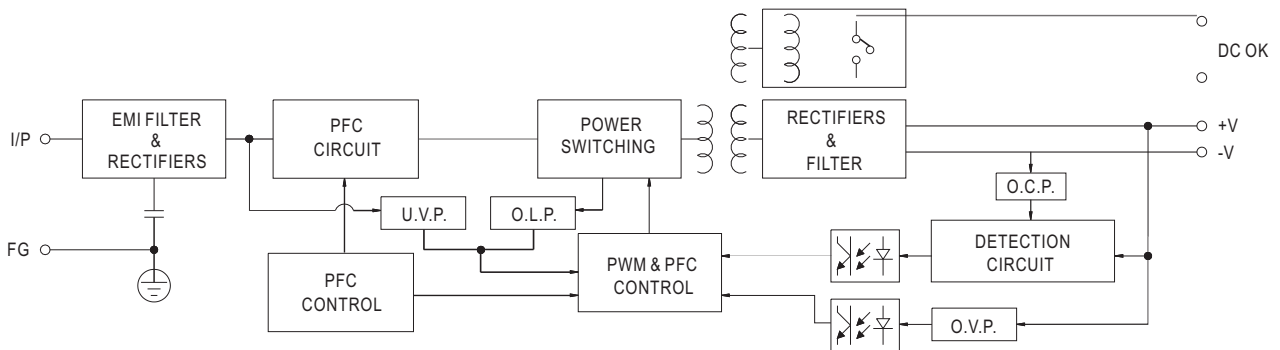 DC OK
I/P
EMI FILTER
&
RECTIFIERS
PFC
CIRCUIT
POWER
SWITCHING
RECTIFIERS
&
FILTER
+V
-V
O.C.P.
U.V.P.
O.L.P.
FG
PFC
CONTROL
PWM & PFC
CONTROL
DETECTION
CIRCUIT
O.V.P.